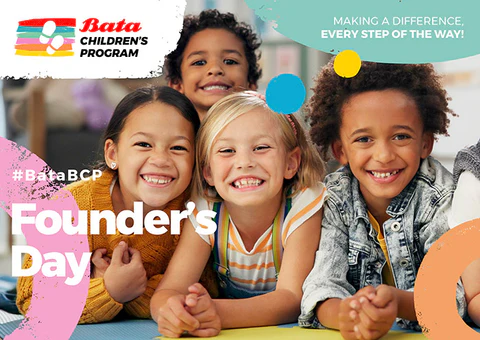 Bata
CHILDREN'S
PROGRAM
MAKING A DIFFERENCE,
EVERY STEP OF THE WAY!
#BataBCP
Founder's
Day